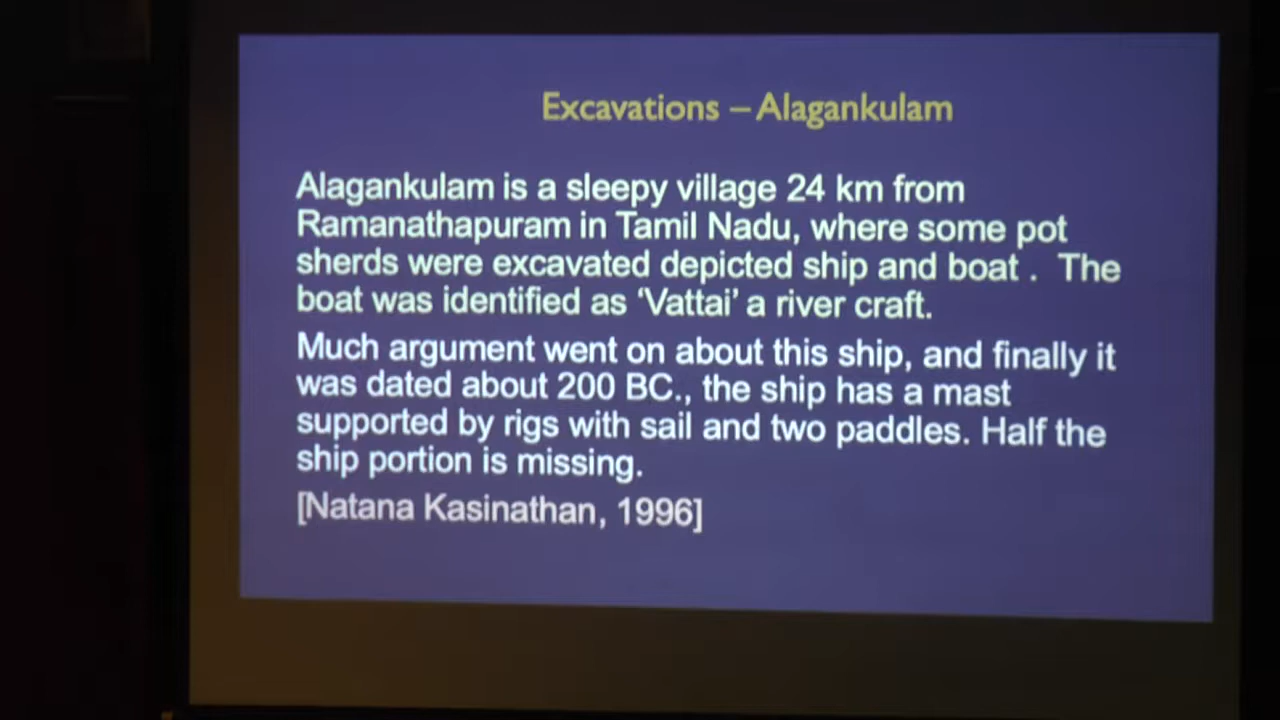 Excavations – Alagankulam
Alagankulam is a sleepy village 24 km from
Ramanathapuram in Tamil Nadu, where some pot
sherds were excavated depicted ship and boat . The
boat was identified as ‘Vattai’ a river craft.
Much argument went on about this ship, and finally it
was dated about 200 BC., the ship has a mast
supported by rigs with sail and two paddles. Half the
ship portion is missing.
[Natana Kasinathan, 1996]